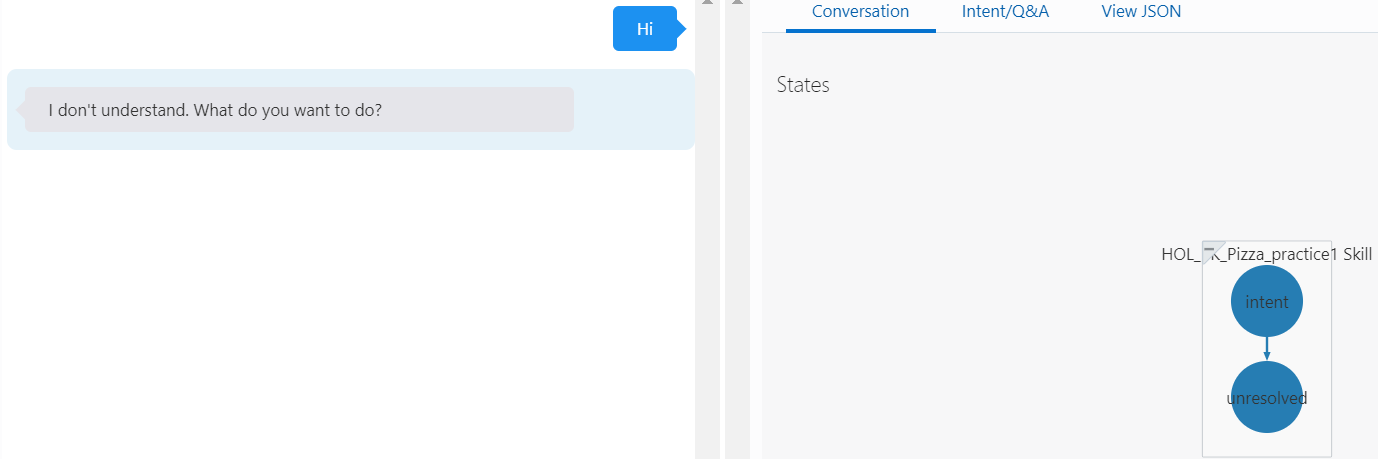 Hi
I don't understand. What do you want to do?
Conversation Intent/Q&A View JSON
States
HOL_ K_Pizza_practice1 Skill
intent
unresolved